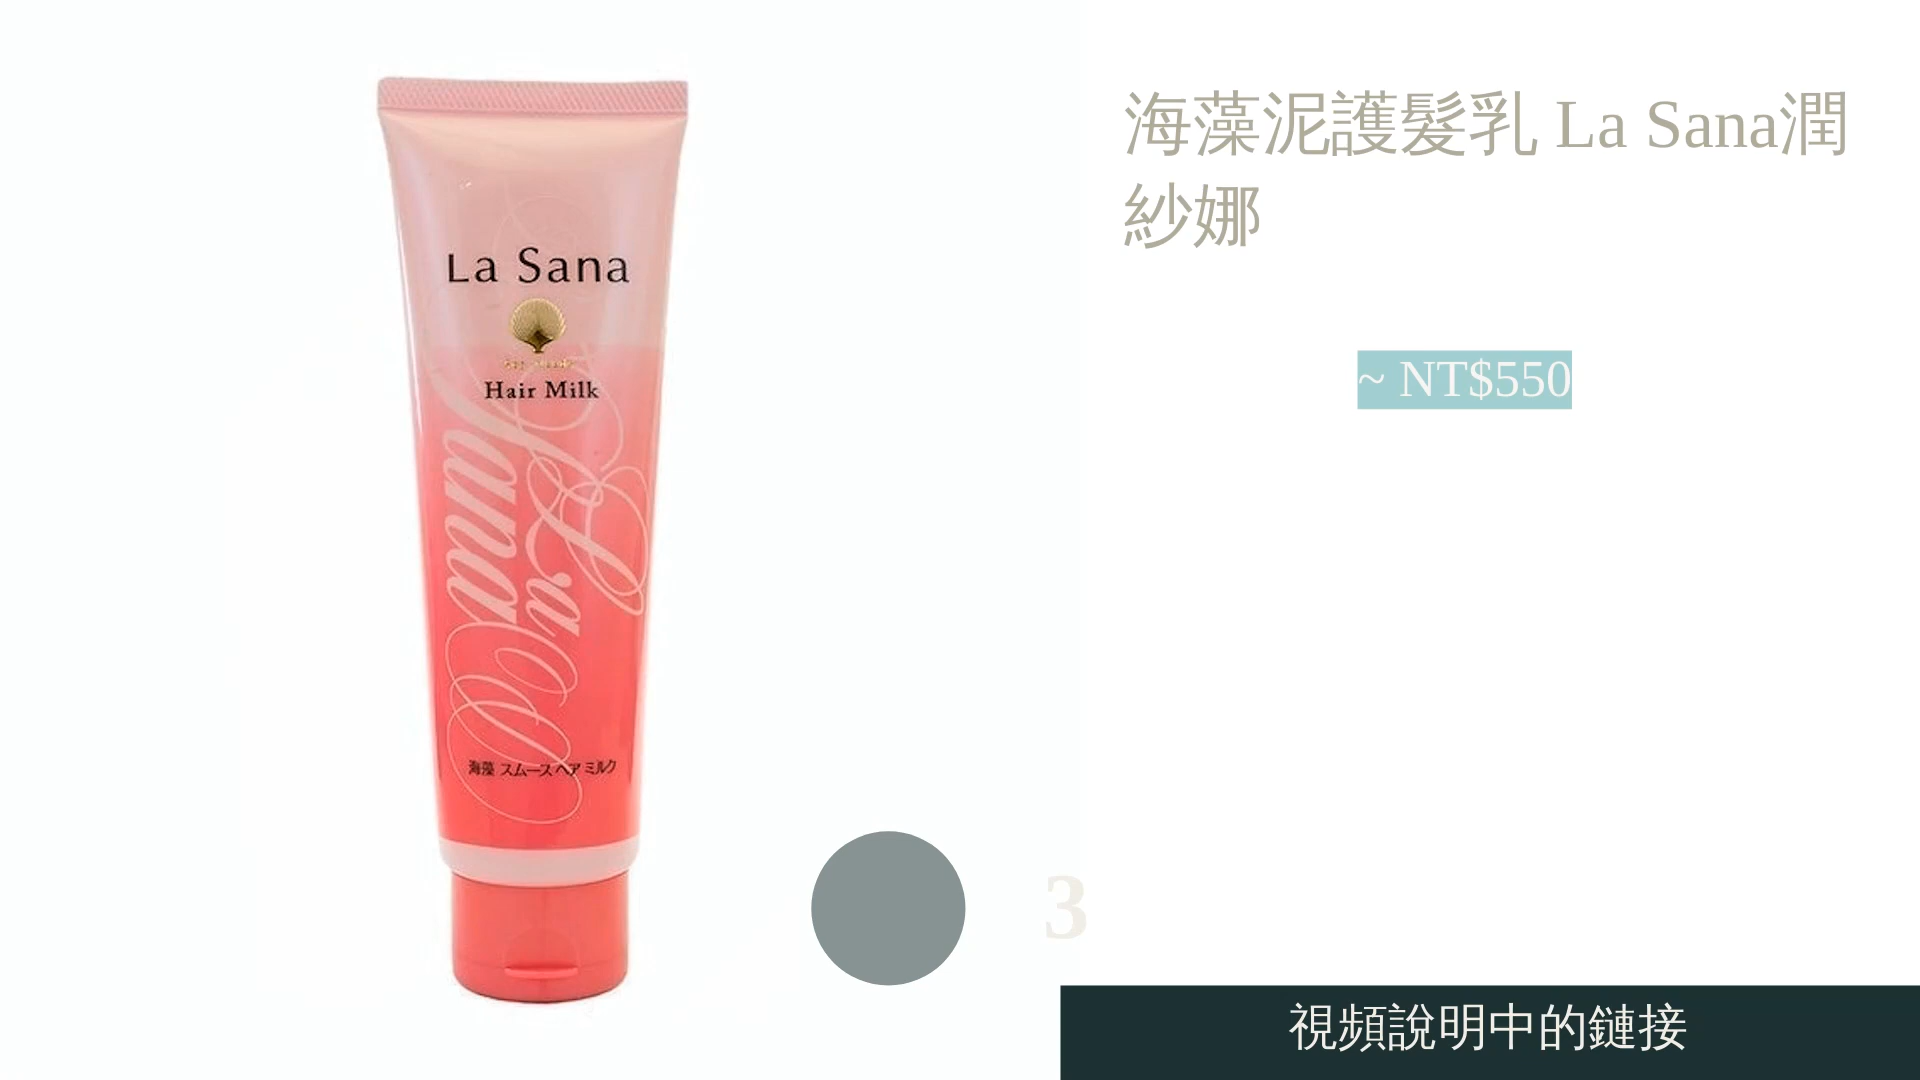 海藻泥護髮乳 La Sana潤
紗娜
~ NT$550
La Sana
Hair Milk
La Sana
海藻 スムース ヘア ミルク
3
視頻說明中的鏈接